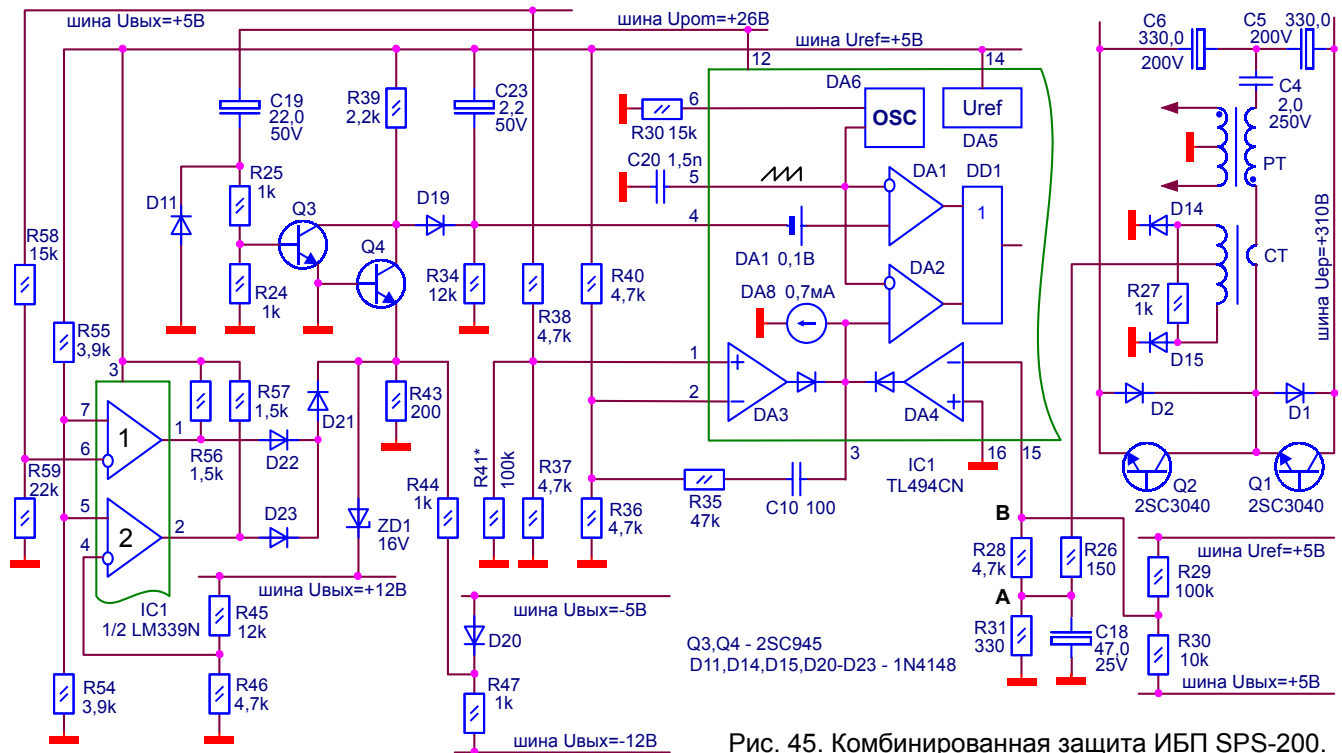 шина Uвых=+5В
шина Upom=+26В
шина Uref=+5В
C6
330,0
200V
C5
200V
330,0
C4
2,0
250V
12
14
C19
22,0
50V
R39
2,2k
C23
2,2
50V
6
R30 15k
DA6
OSC
Uref
DA5
C20 1,5n
5
DA1
DD1
1
PT
R25
1k
D11
Q3
D19
4
DA1 0,1В
D14
CT
шина Uep=+310В
R58
15k
Q4
R24
1k
R34
12k
R38
4,7k
R40
4,7k
DA8 0,7мА
DA2
R27
1k
D15
R55
3,9k
3
R57
1,5k
D21
R43
200
1
2
DA3
DA4
D2
D1
7
6
1
1
R56
1,5k
D22
R59
22k
5
4
2
2
D23
ZD1
16V
R44
1k
R41*
100k
R37
4,7k
R36
4,7k
R35
47k
C10 100
3
16
15
IC1
TL494CN
Q2
2SC3040
Q1
2SC3040
B
шина Uref=+5В
R28
4,7k
R26
150
R29
100k
IC1
1/2 LM339N
шина Uвых=+12В
R45
12k
шина Uвых=-5В
A
D20
R31
330
C18
47,0
25V
R30
10k
Q3,Q4 - 2SC945
D11,D14,D15,D20-D23 - 1N4148
R54
3,9k
R46
4,7k
R47
1k
шина Uвых=+5В
шина Uвых=-12В
Рис. 45. Комбинированная защита ИБП SPS-200.